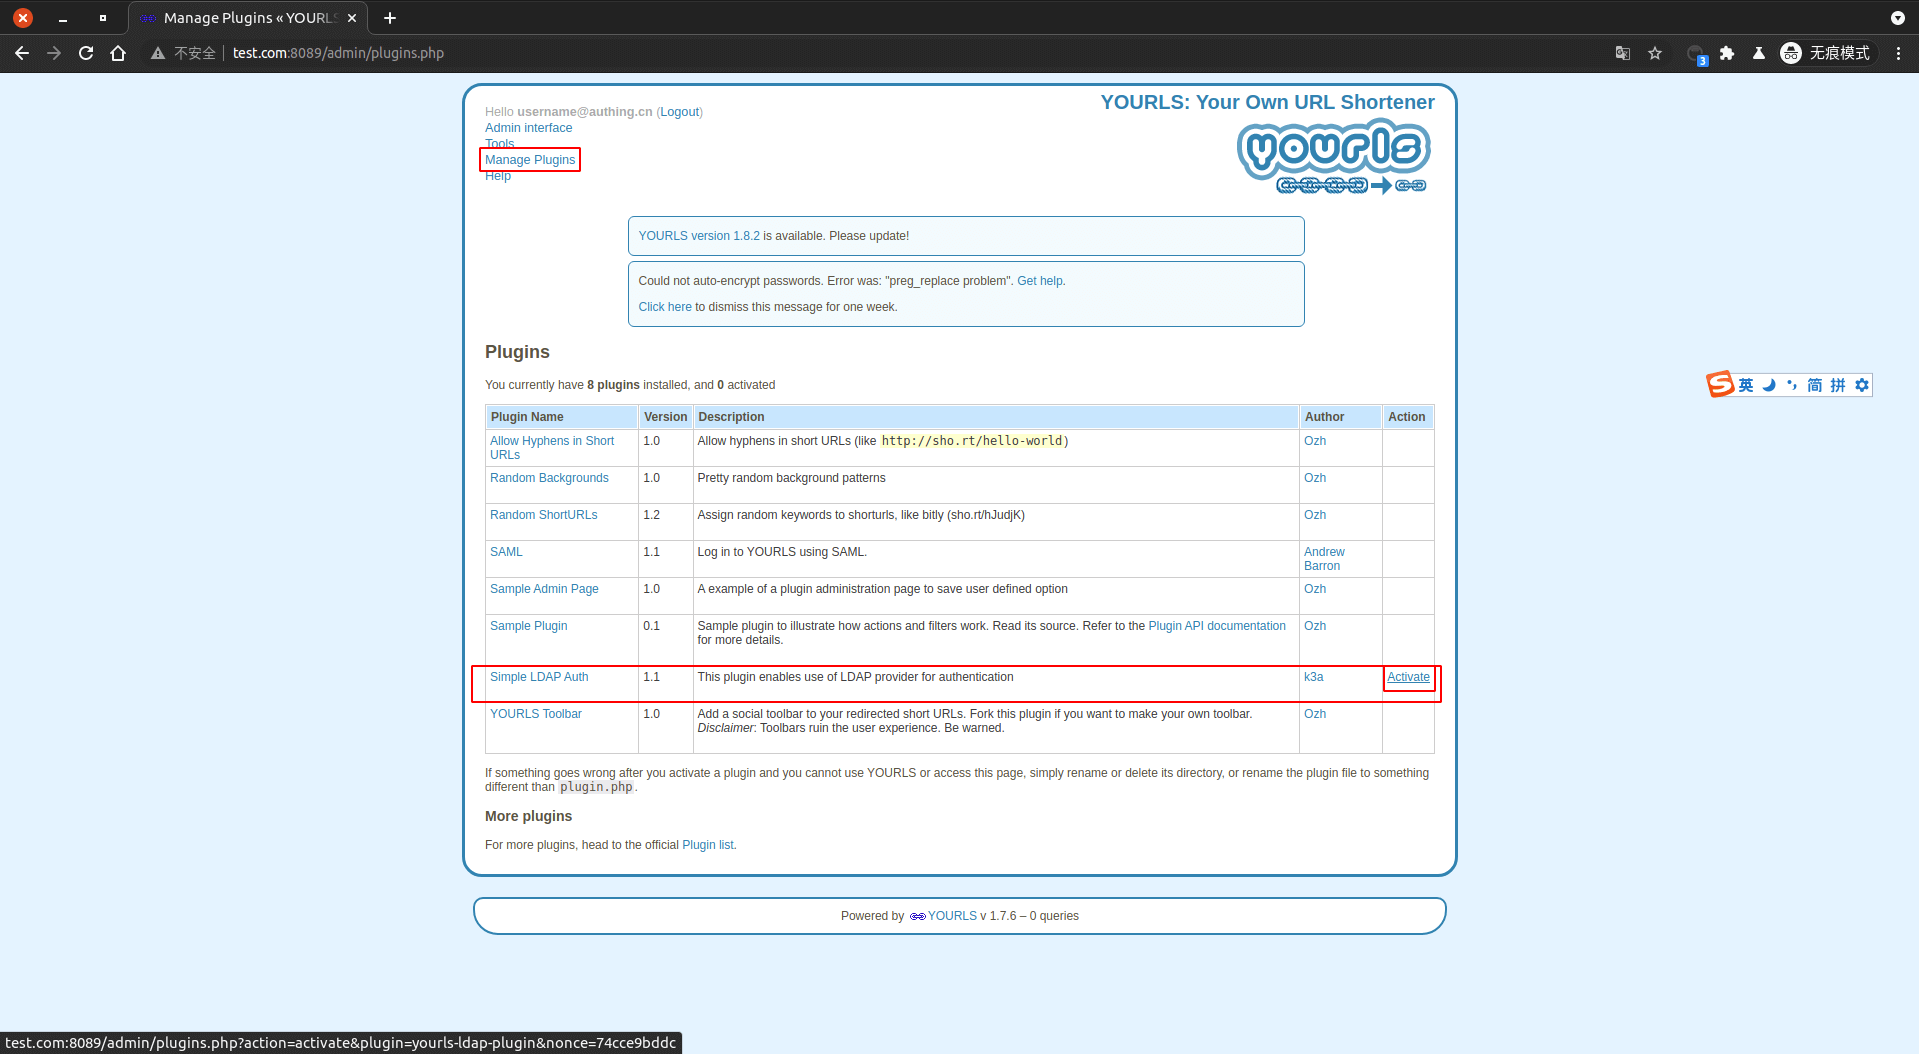 Manage Plugins « YOURLS
不安全 test.com:8089/admin/plugins.php
3
无痕模式
Hello username@authing.cn (Logout)
Admin interface
Tools
Manage Plugins
Help
YOURLS: Your Own URL Shortener
yourls
YOURLS version 1.8.2 is available. Please update!
Could not auto-encrypt passwords. Error was: "preg_replace problem". Get help.
Click here to dismiss this message for one week.
Plugins
You currently have 8 plugins installed, and 0 activated
Plugin Name Version Description Author Action
Allow Hyphens in Short URLs 1.0 Allow hyphens in short URLs (like http://sho.rt/hello-world) Ozh
Random Backgrounds 1.0 Pretty random background patterns Ozh
Random ShortURLs 1.2 Assign random keywords to shorturls, like bitly (sho.rt/hJudjK) Ozh
SAML 1.1 Log in to YOURLS using SAML. Andrew Barron
Sample Admin Page 1.0 A example of a plugin administration page to save user defined option Ozh
Sample Plugin 0.1 Sample plugin to illustrate how actions and filters work. Read its source. Refer to the Plugin API documentation for more details. Ozh
Simple LDAP Auth 1.1 This plugin enables use of LDAP provider for authentication k3a Activate
YOURLS Toolbar 1.0 Add a social toolbar to your redirected short URLs. Fork this plugin if you want to make your own toolbar. Ozh
Disclaimer: Toolbars ruin the user experience. Be warned.
If something goes wrong after you activate a plugin and you cannot use YOURLS or access this page, simply rename or delete its directory, or rename the plugin file to something
different than plugin.php.
More plugins
For more plugins, head to the official Plugin list.
Powered by YOURLS v 1.7.6 – 0 queries
S 英 简 拼
test.com:8089/admin/plugins.php?action=activate&plugin=yourls-ldap-plugin&nonce=74cce9bddc